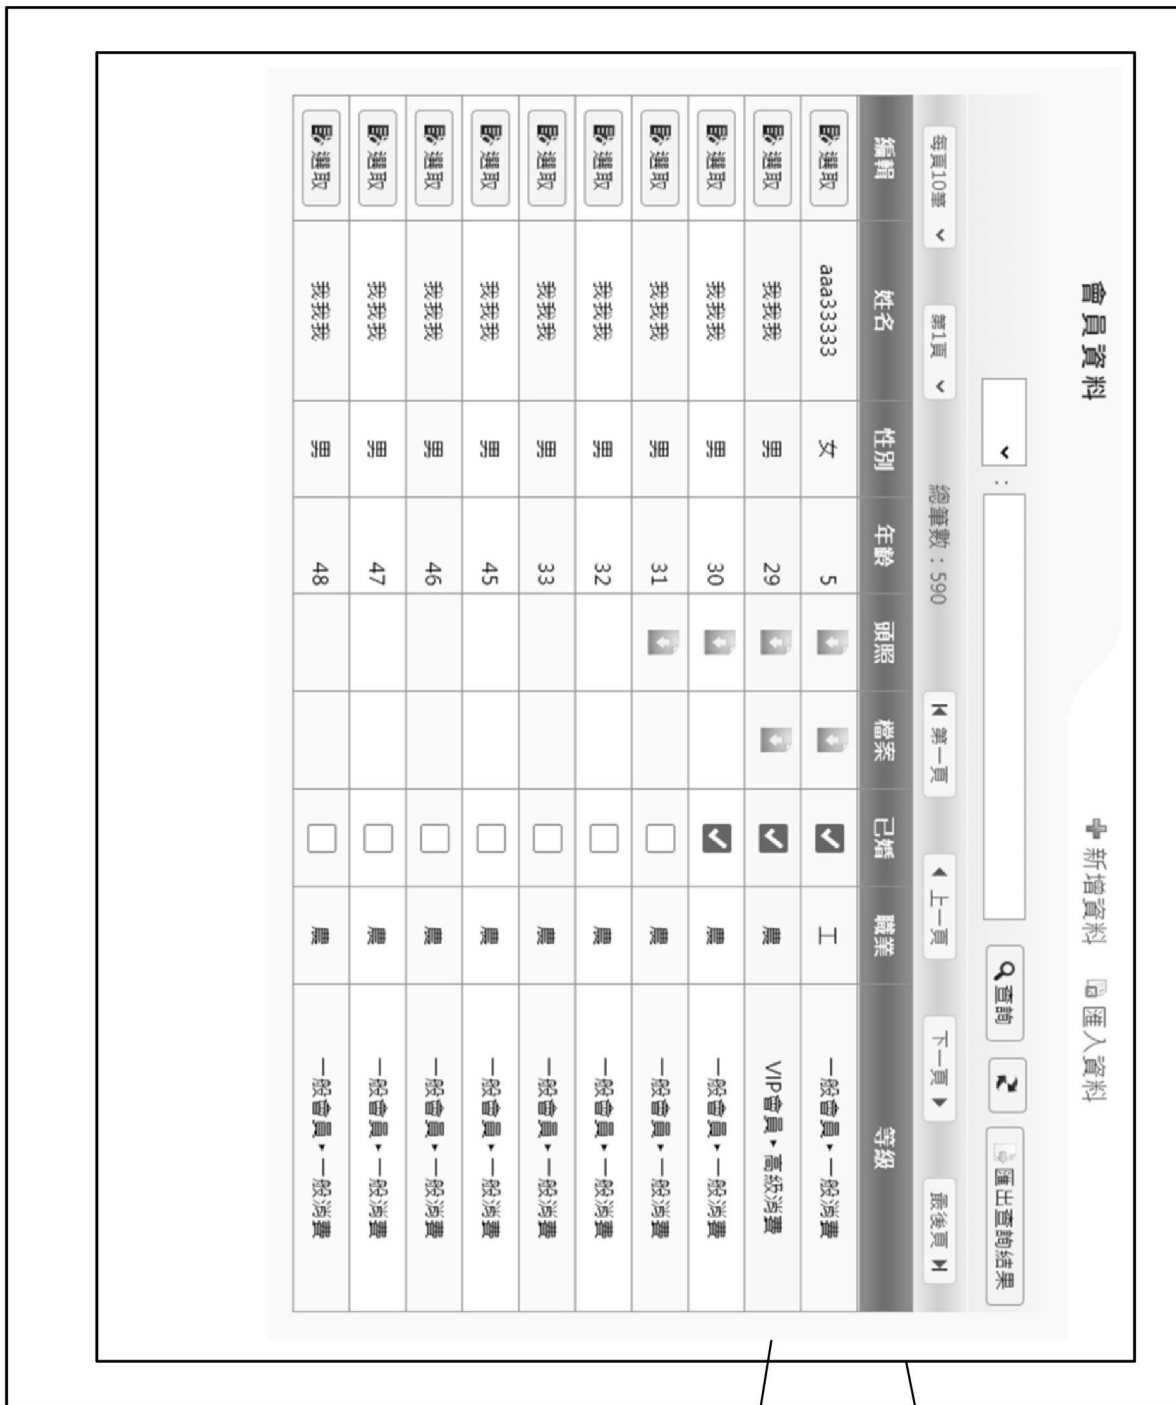 會員資料
新增資料 匯入資料
: 查詢 匯出查詢結果
每頁10筆 第1頁 總筆數：590 第一頁 上一頁 下一頁 最後頁
編輯 姓名 性別 年齡 頭照 檔案 已婚 職業 等級
選取 aaa33333 女 5 工 一般會員▸一般消費
選取 我我我 男 29 農 VIP會員▸高級消費
選取 我我我 男 30 農 一般會員▸一般消費
選取 我我我 男 31 農 一般會員▸一般消費
選取 我我我 男 32 農 一般會員▸一般消費
選取 我我我 男 33 農 一般會員▸一般消費
選取 我我我 男 45 農 一般會員▸一般消費
選取 我我我 男 46 農 一般會員▸一般消費
選取 我我我 男 47 農 一般會員▸一般消費
選取 我我我 男 48 農 一般會員▸一般消費